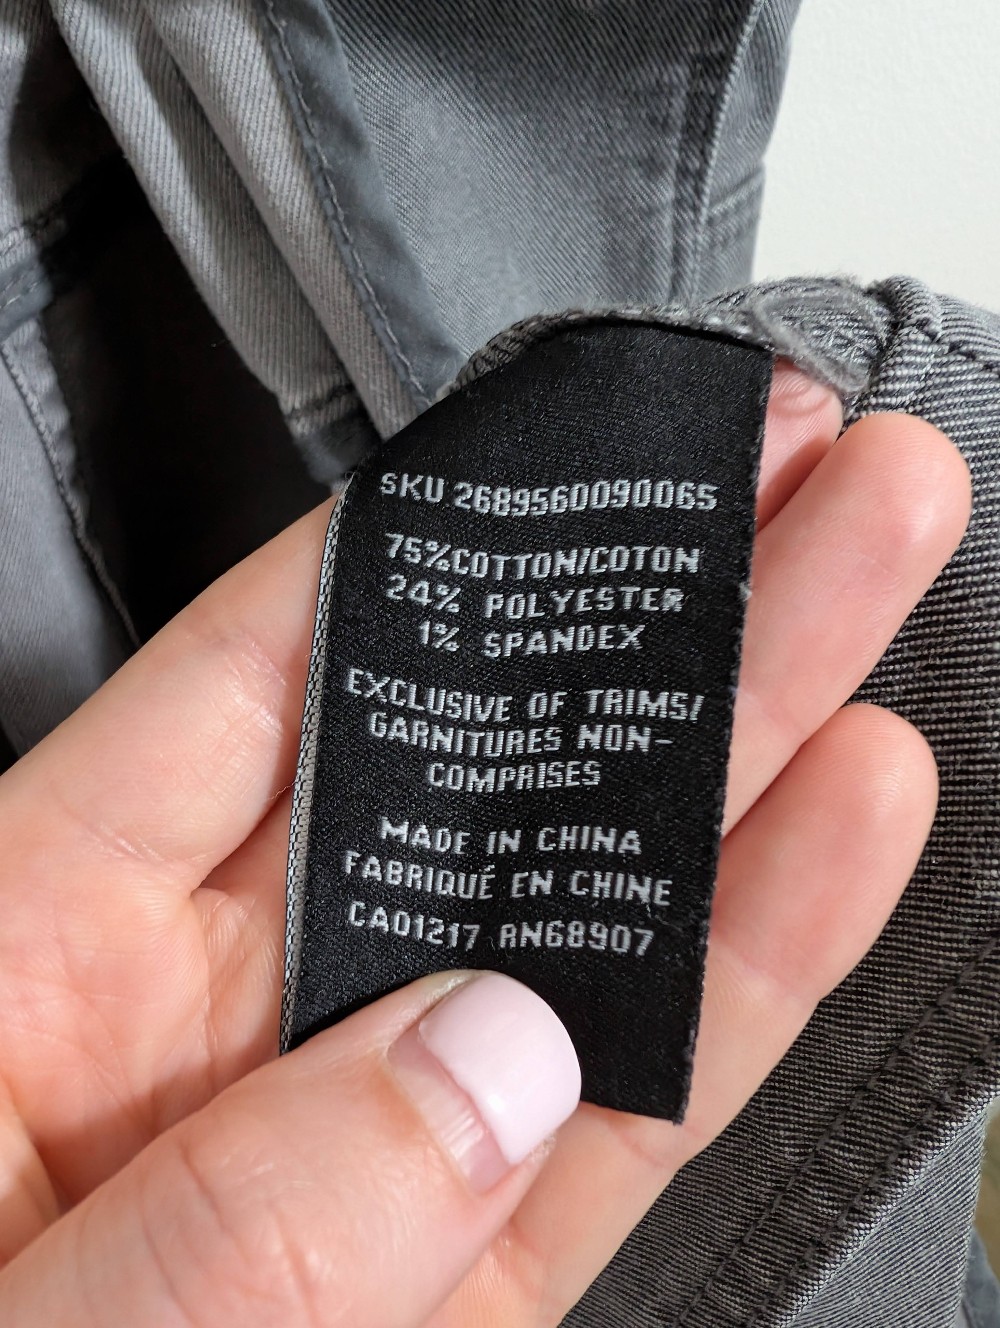 SKU 2689560090065
75%COTTON/COTON
24% POLYESTER
1% SPANDEX
EXCLUSIVE OF TRIMS/
GARNITURES NON-
COMPRISES
MADE IN CHINA
FABRIQUÉ EN CHINE
CA01217 RN68907